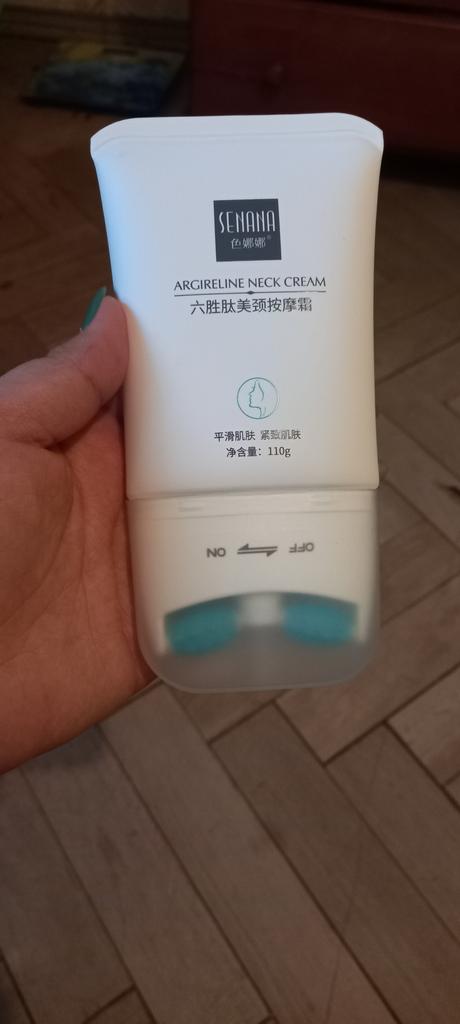 SENANA
色娜娜®
ARGIRELINE NECK CREAM
六胜肽美颈按摩霜
平滑肌肤 紧致肌肤
净含量：110g
OFF ⇌ ON